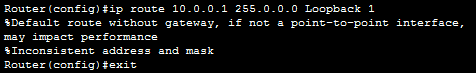 Router(config)#ip route 10.0.0.1 255.0.0.0 Loopback 1
%Default route without gateway, if not a point-to-point interface,
may impact performance
%Inconsistent address and mask
Router(config)#exit